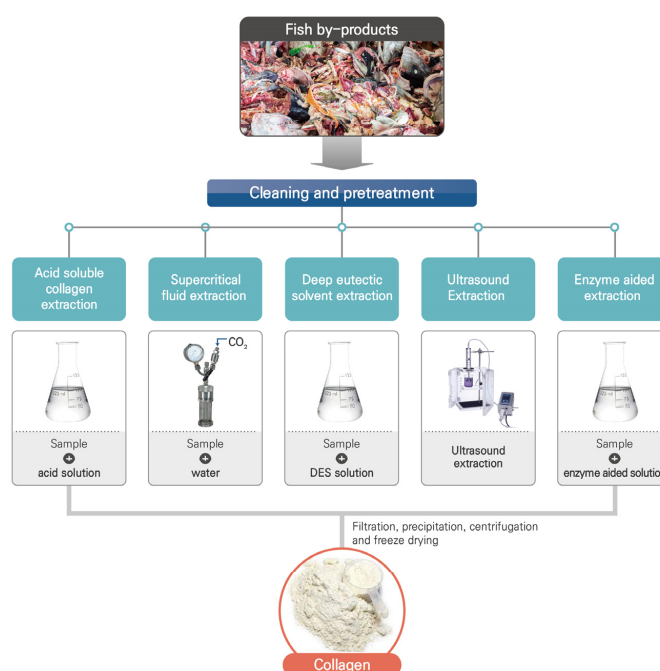 Fish by-products
Cleaning and pretreatment
Acid soluble
collagen
extraction
Supercritical
fluid extraction
Deep eutectic
solvent extraction
Ultrasound
Extraction
Enzyme aided
extraction
CO₂
Sample
+
acid solution
Sample
+
water
Sample
+
DES solution
Ultrasound
extraction
Sample
+
enzyme aided solution
Filtration, precipitation, centrifugation
and freeze drying
Collagen